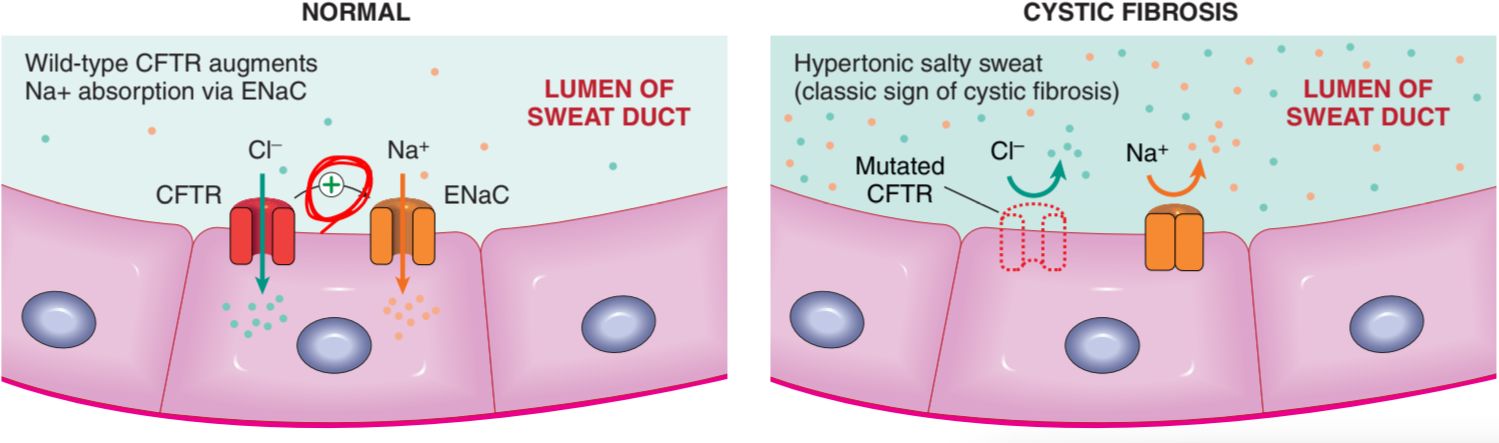 NORMAL
Wild-type CFTR augments
Na+ absorption via ENaC
LUMEN OF
SWEAT DUCT
Cl⁻
Na⁺
CFTR
+
ENaC
CYSTIC FIBROSIS
Hypertonic salty sweat
(classic sign of cystic fibrosis)
LUMEN OF
SWEAT DUCT
Mutated
CFTR
Cl⁻
Na⁺